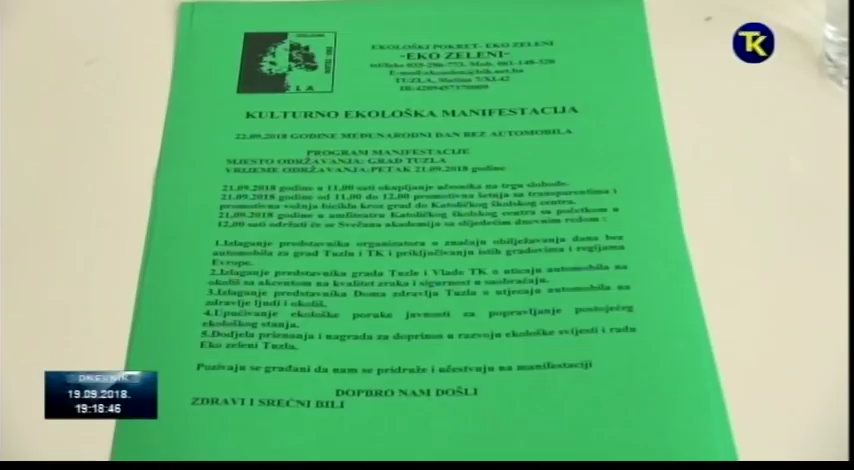 TK
EKOLOŠKI POKRET- EKO ZELENI
"EKO ZELENI"
TUZLA, Slatina 7/XI/42
KULTURNO EKOLOŠKA MANIFESTACIJA
22.09.2018 GODINE MEĐUNARODNI DAN BEZ AUTOMOBILA
PROGRAM MANIFESTACIJE
MJESTO ODRŽAVANJA: GRAD TUZLA
VRIJEME ODRŽAVANJA:PETAK 21.09.2018 godine
21.09.2018 godine u 11.00 sati okupljanje učesnika na trgu slobode.
21.09.2018 godine od 11.00 do 12.00 promotivna šetnja sa transparentima i
promotivna vožnja bicikla kroz grad do Katoličkog školskog centra.
21.09.2018 godine u amfiteatru Katoličkog školskog centra sa početkom u
12.00 sati održati će se Svečana akademija sa slijedećim dnevnim redom :
1.Izlaganje predstavnika organizatora o značaju obilježavanja dana bez
automobila za grad Tuzlu i TK i priključivanju istih gradovima i regijama
Evrope.
2.Izlaganje predstavnika grada Tuzle i Vlade TK o uticaju automobila na
okoliš sa akcentom na kvalitet zraka i sigurnost u saobraćaju.
3.Izlaganje predstavnika Doma zdravlja Tuzla o utjecaju automobila na
zdravlje ljudi i okoliš.
4.Upućivanje ekološke poruke javnosti za popravljanje postojećeg
ekološkog stanja.
5.Dodjela priznanja i nagrada za doprinos u razvoju ekološke svijesti i radu
Eko zeleni Tuzla.
Pozivaju se građani da nam se pridruže i učestvuju na manifestaciji
DOPBRO NAM DOŠLI
ZDRAVI I SREĆNI BILI
DNEVNIK
19.09.2018.
19:18:46